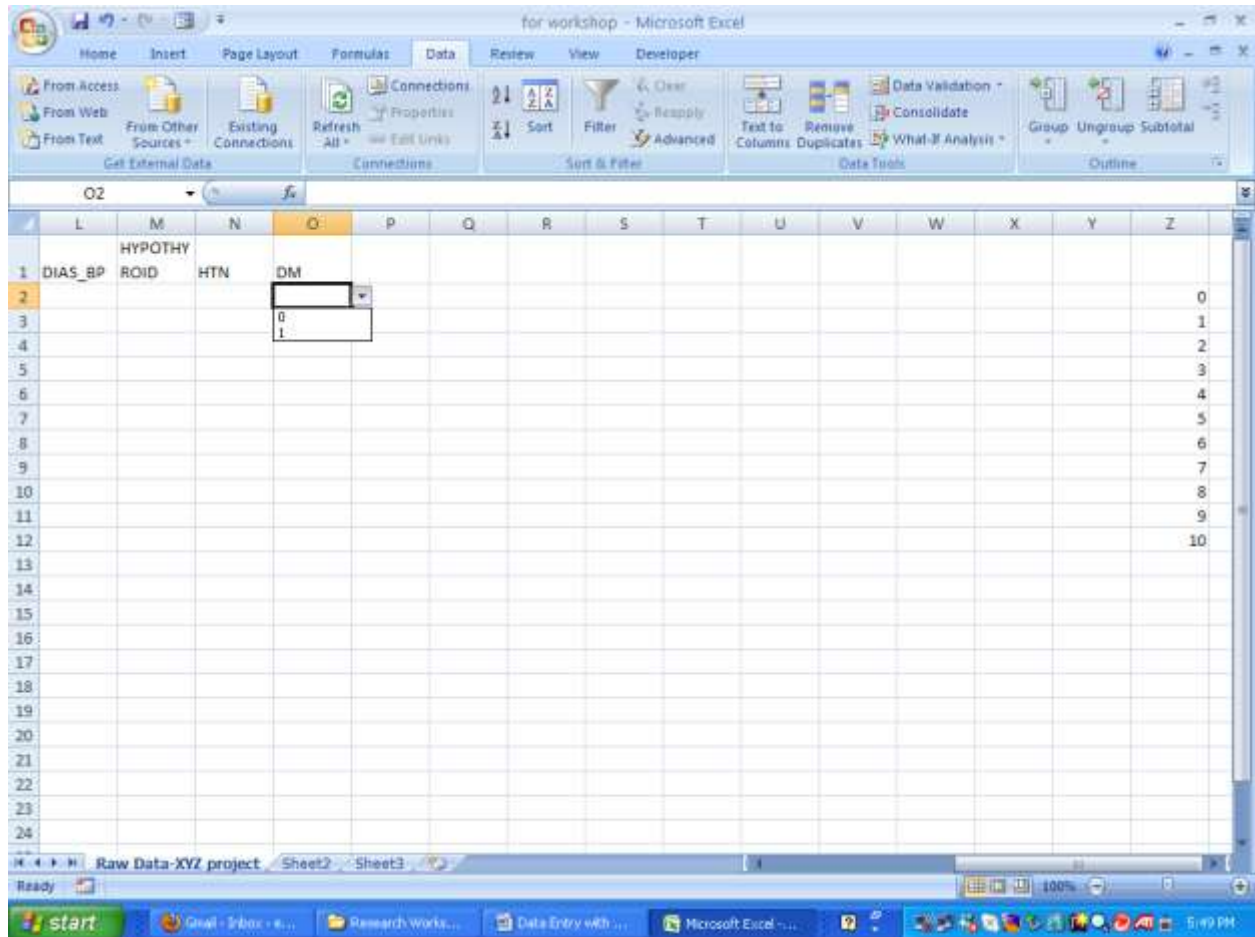 for workshop - Microsoft Excel
Home Insert Page Layout Formulas Data Review View Developer
From Access
From Web
From Text
From Other Sources
Existing Connections
Get External Data
Refresh All
Connections
Properties
Edit Links
Connections
Sort
Filter
Clear
Reapply
Advanced
Sort & Filter
Text to Columns
Remove Duplicates
Data Validation
Consolidate
What-If Analysis
Data Tools
Group
Ungroup
Subtotal
Outline
O2 fx
L M N O P Q R S T U V W X Y Z
1 DIAS_BP HYPOTHYROID HTN DM
2 0
3 0 1
4 1 2
5 3
6 4
7 5
8 6
9 7
10 8
11 9
12 10
13
14
15
16
17
18
19
20
21
22
23
24
Raw Data-XYZ project Sheet2 Sheet3
Ready 100%
start Gmail - Inbox - e... Research Works... Data Entry with ... Microsoft Excel -... 5:49 PM